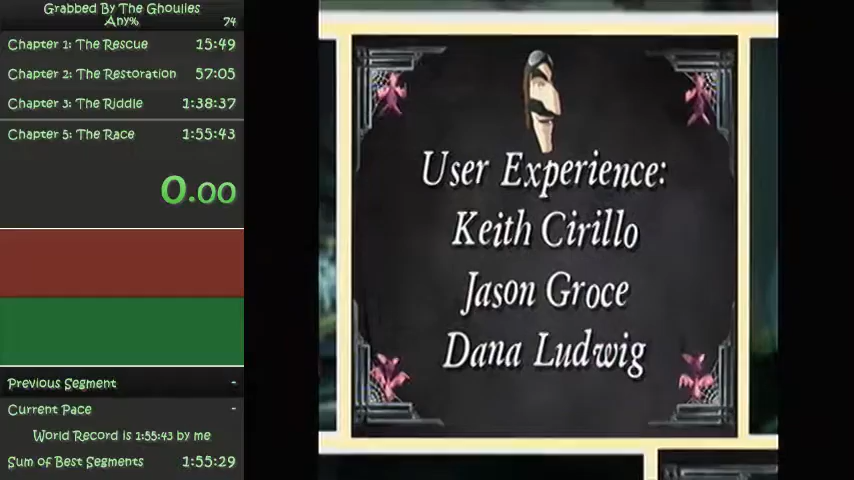 Grabbed By The Ghoulies
Any% 74
Chapter 1: The Rescue 15:49
Chapter 2: The Restoration 57:05
Chapter 3: The Riddle 1:38:37
Chapter 5: The Race 1:55:43
0.00
Previous Segment -
Current Pace -
World Record is 1:55:43 by me
Sum of Best Segments 1:55:29
User Experience:
Keith Cirillo
Jason Groce
Dana Ludwig